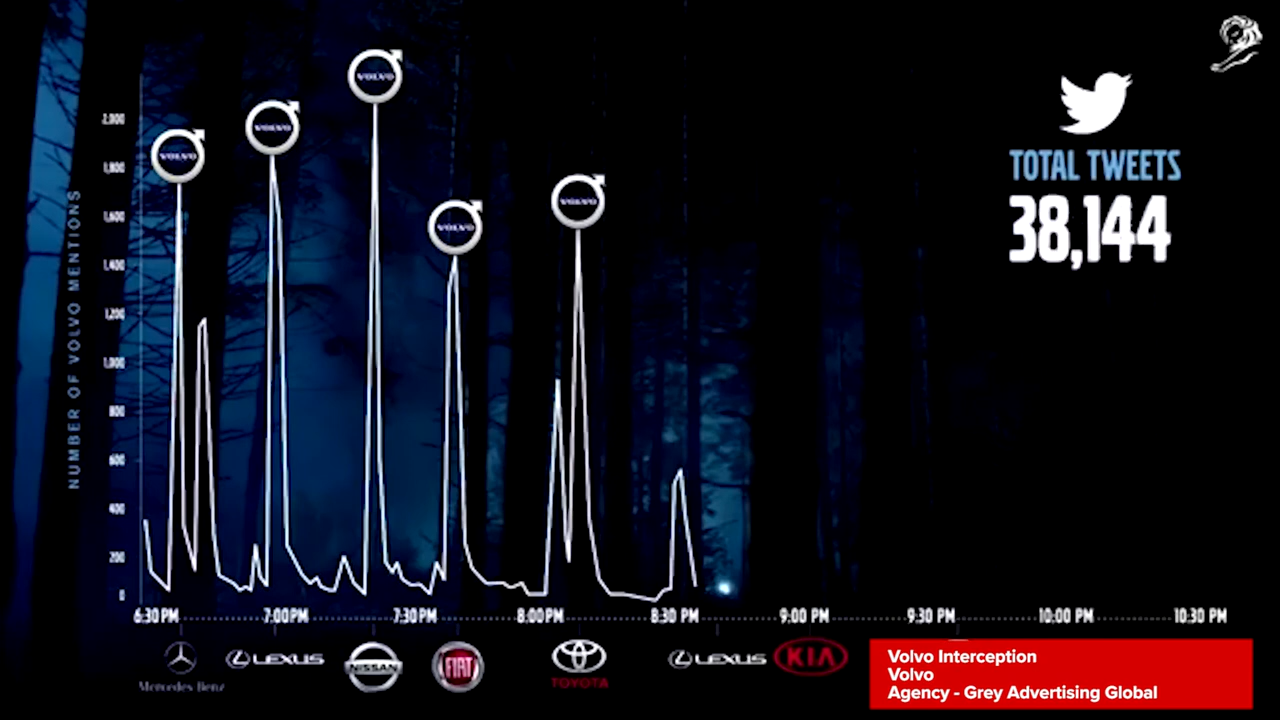 TOTAL TWEETS
38,144
NUMBER OF VOLVO MENTIONS
2,000
1,800
1,600
1,400
1,200
1,000
800
600
400
200
0
VOLVO
VOLVO
VOLVO
VOLVO
VOLVO
6:30 PM 7:00 PM 7:30 PM 8:00 PM 8:30 PM 9:00 PM 9:30 PM 10:00 PM 10:30 PM
Mercedes Benz LEXUS NISSAN FIAT TOYOTA LEXUS KIA
Volvo Interception
Volvo
Agency - Grey Advertising Global